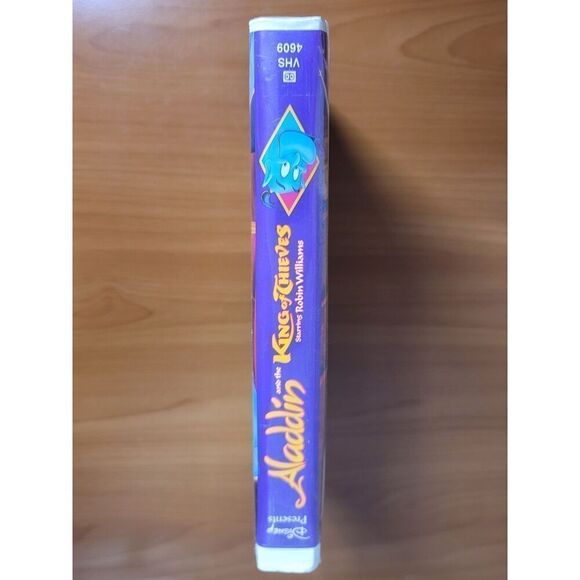 Disney
Presents
Aladdin
and the
King of Thieves
Starring Robin Williams
VHS
4609